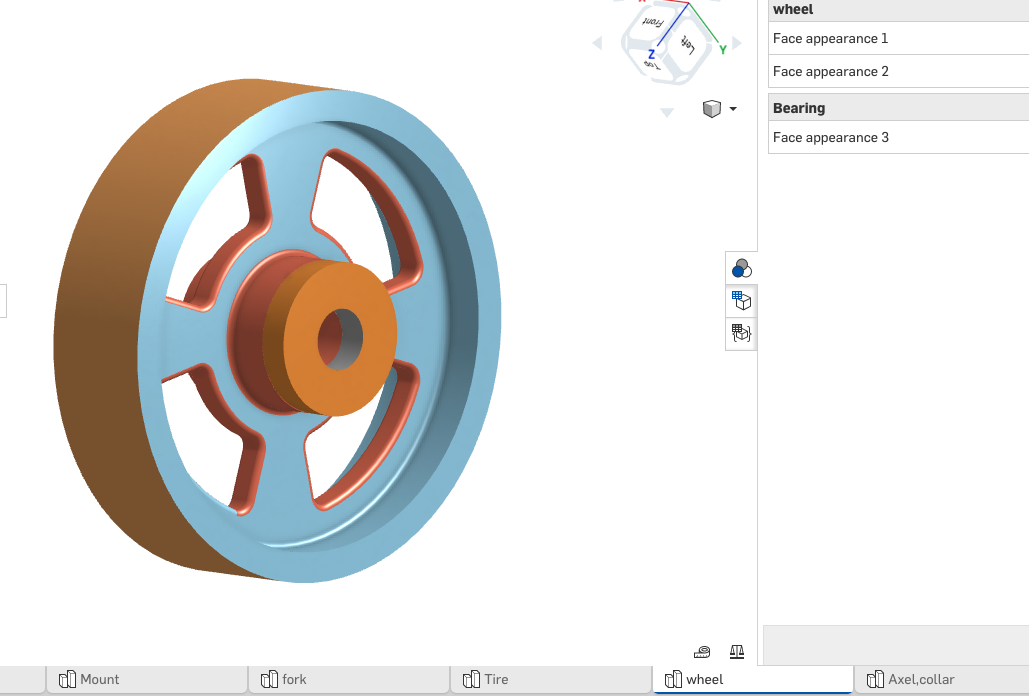 wheel
Face appearance 1
Face appearance 2
Bearing
Face appearance 3
Front
Left
Top
Z
Y
Mount
fork
Tire
wheel
Axel,collar